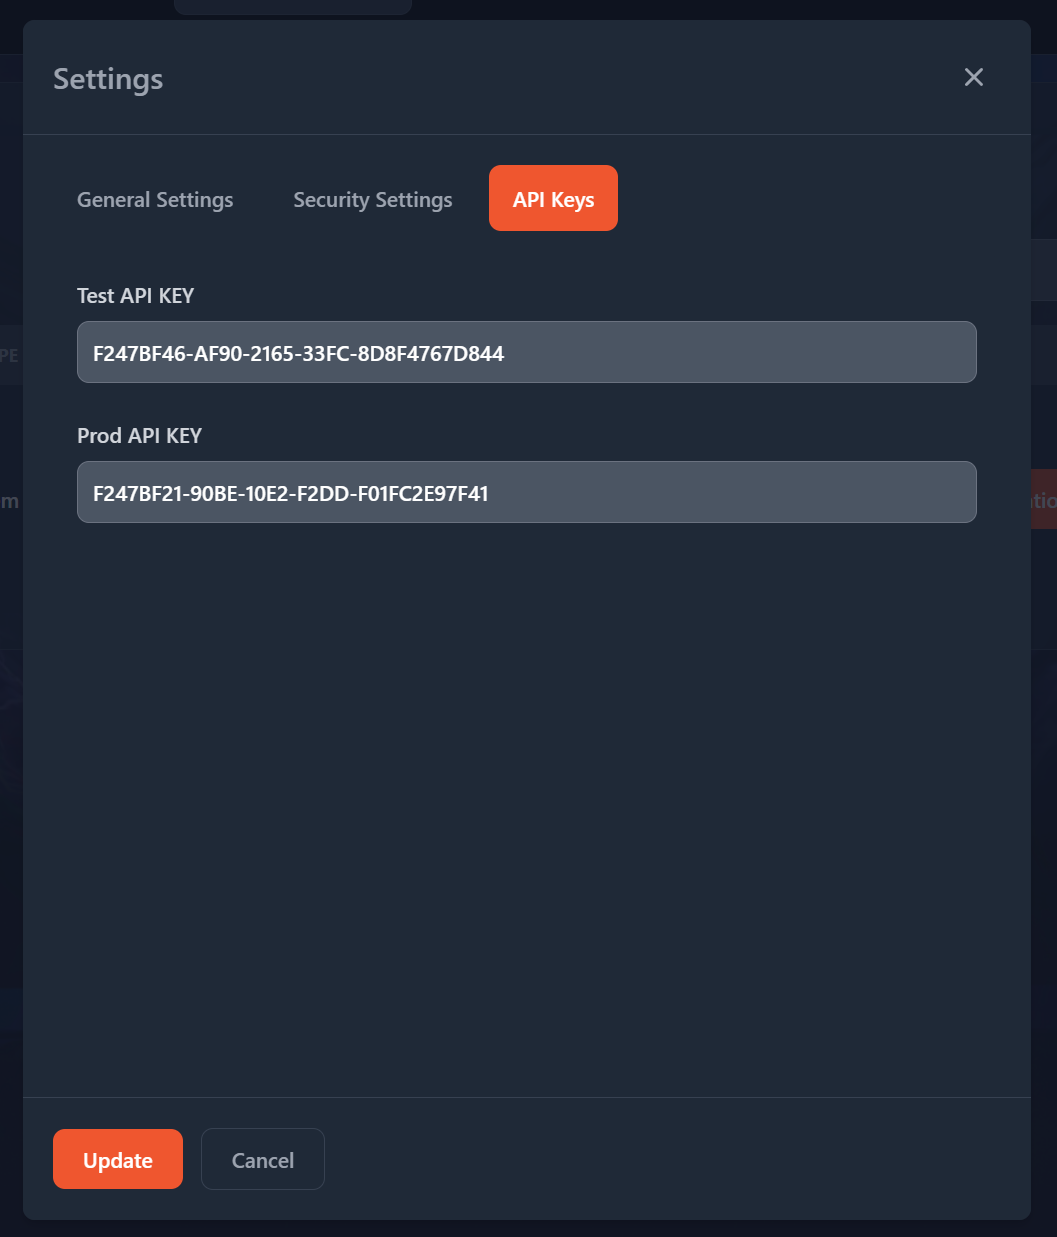 Settings
General Settings
Security Settings
API Keys
Test API KEY
F247BF46-AF90-2165-33FC-8D8F4767D844
Prod API KEY
F247BF21-90BE-10E2-F2DD-F01FC2E97F41
Update
Cancel